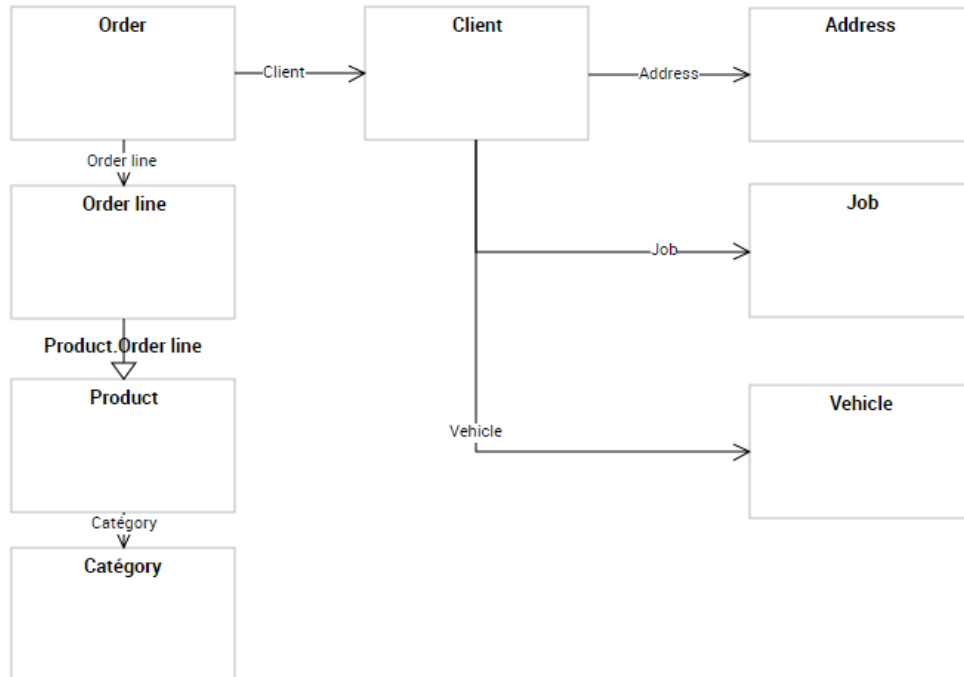 Order
Client
Address
Client
Address
Order line
Order line
Job
Job
Product.Order line
Product
Vehicle
Vehicle
Catégory
Catégory